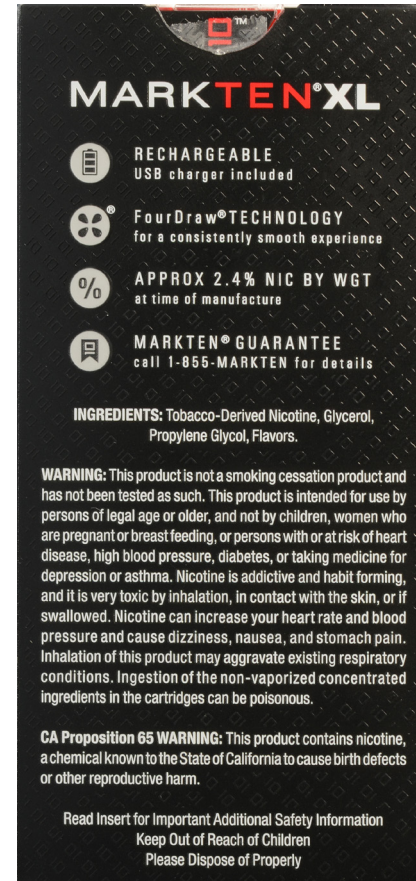 TM
MARKTEN®XL
RECHARGEABLE
USB charger included
®
FourDraw® TECHNOLOGY
for a consistently smooth experience
%
APPROX 2.4% NIC BY WGT
at time of manufacture
MARKTEN® GUARANTEE
call 1-855-MARKTEN for details
INGREDIENTS: Tobacco-Derived Nicotine, Glycerol,
Propylene Glycol, Flavors.
WARNING: This product is not a smoking cessation product and
has not been tested as such. This product is intended for use by
persons of legal age or older, and not by children, women who
are pregnant or breast feeding, or persons with or at risk of heart
disease, high blood pressure, diabetes, or taking medicine for
depression or asthma. Nicotine is addictive and habit forming,
and it is very toxic by inhalation, in contact with the skin, or if
swallowed. Nicotine can increase your heart rate and blood
pressure and cause dizziness, nausea, and stomach pain.
Inhalation of this product may aggravate existing respiratory
conditions. Ingestion of the non-vaporized concentrated
ingredients in the cartridges can be poisonous.
CA Proposition 65 WARNING: This product contains nicotine,
a chemical known to the State of California to cause birth defects
or other reproductive harm.
Read Insert for Important Additional Safety Information
Keep Out of Reach of Children
Please Dispose of Properly